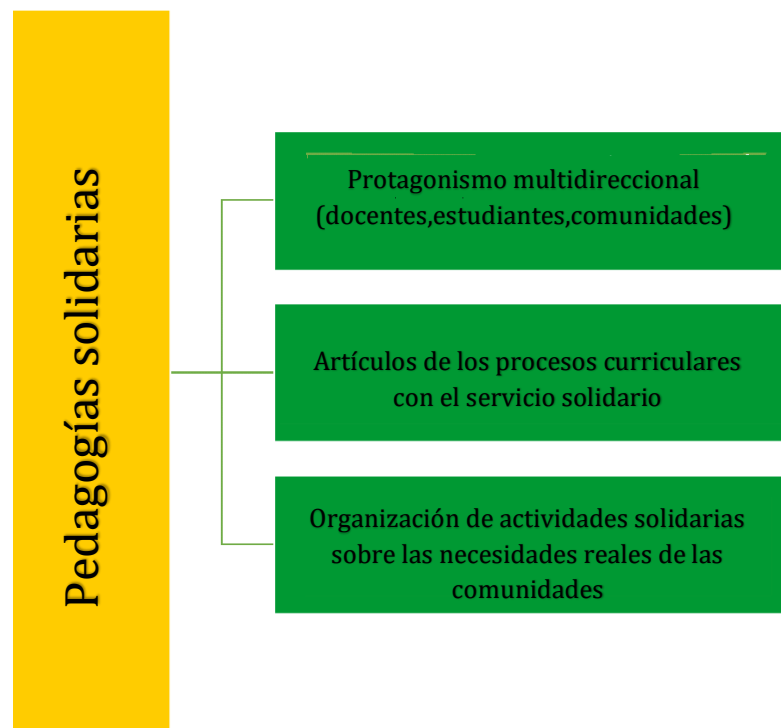 Pedagogías solidarias
Protagonismo multidireccional
(docentes,estudiantes,comunidades)
Artículos de los procesos curriculares
con el servicio solidario
Organización de actividades solidarias
sobre las necesidades reales de las
comunidades